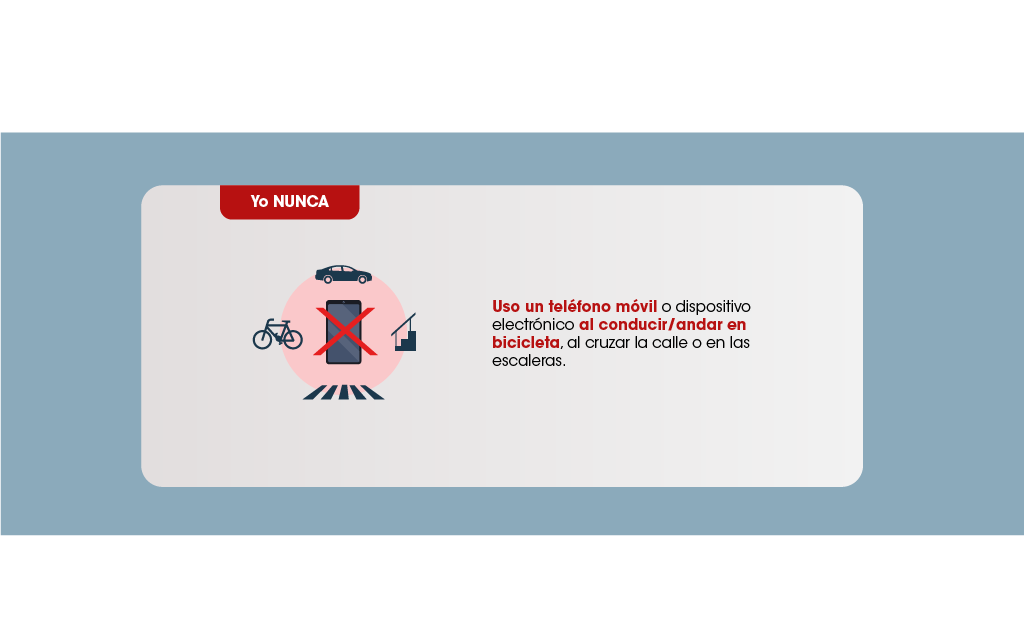 Yo NUNCA
Uso un teléfono móvil o dispositivo
electrónico al conducir/andar en
bicicleta, al cruzar la calle o en las
escaleras.